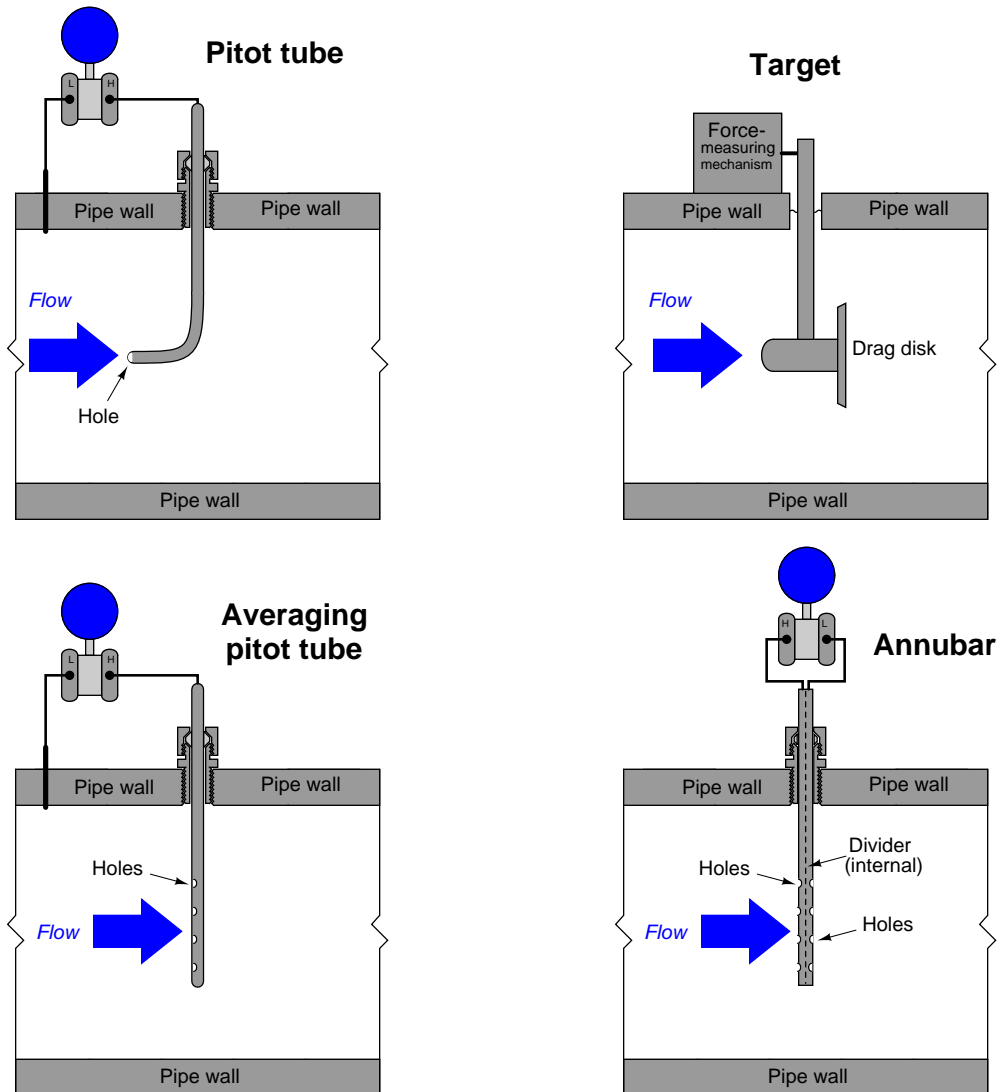 Pitot tube
L H
Pipe wall Pipe wall
Flow
Hole
Pipe wall
Target
Force-
measuring
mechanism
Pipe wall Pipe wall
Flow
Drag disk
Pipe wall
Averaging
pitot tube
L H
Pipe wall Pipe wall
Holes
Flow
Pipe wall
Annubar
H L
Pipe wall Pipe wall
Divider
(internal)
Holes
Holes
Flow
Pipe wall